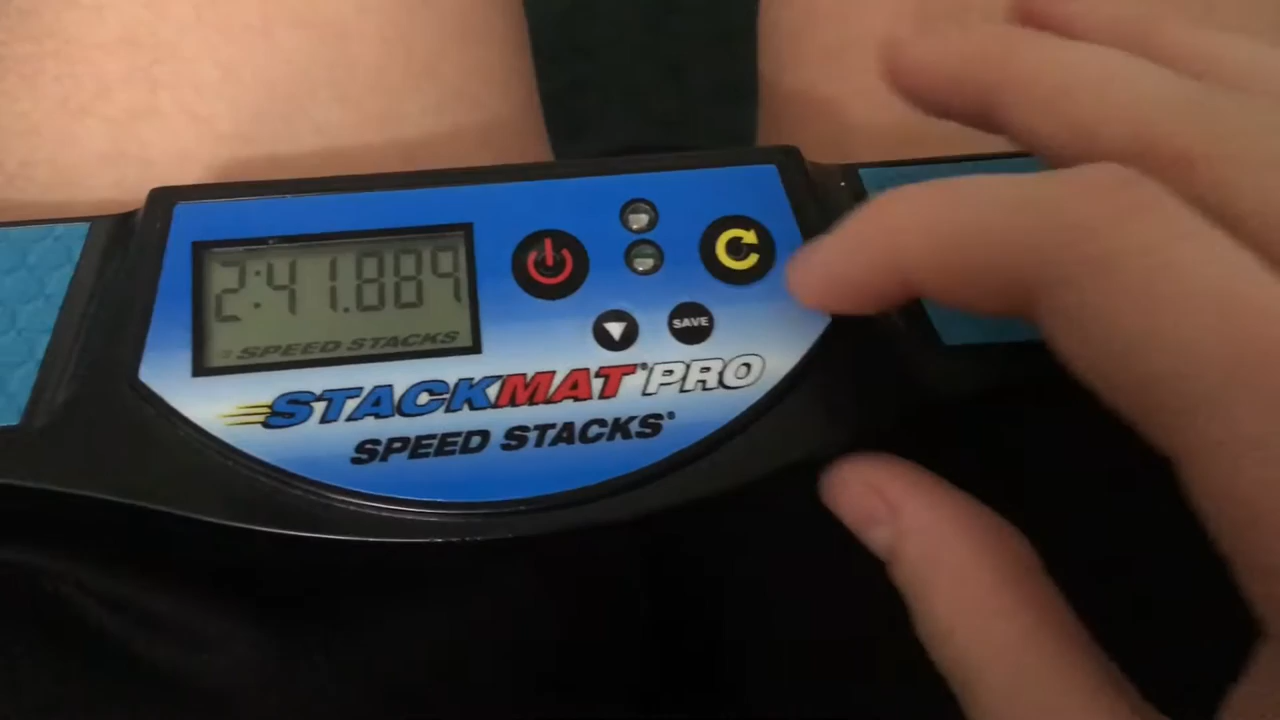 2:41.889
SPEED STACKS
SAVE
STACKMAT® PRO
SPEED STACKS®